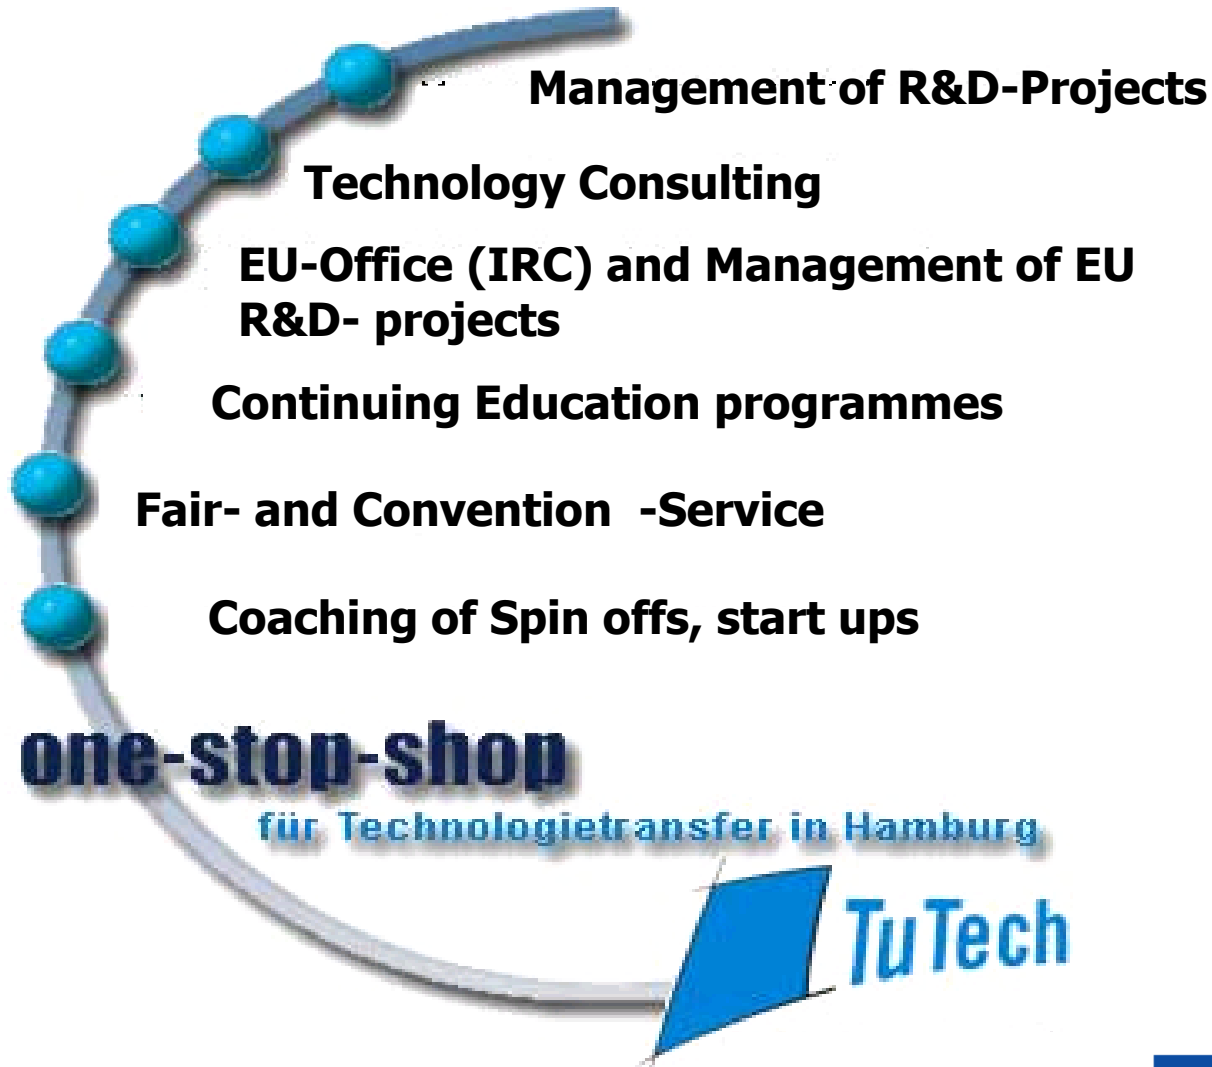 Management of R&D-Projects
Technology Consulting
EU-Office (IRC) and Management of EU
R&D- projects
Continuing Education programmes
Fair- and Convention -Service
Coaching of Spin offs, start ups
one-stop-shop
für Technologietransfer in Hamburg
TuTech